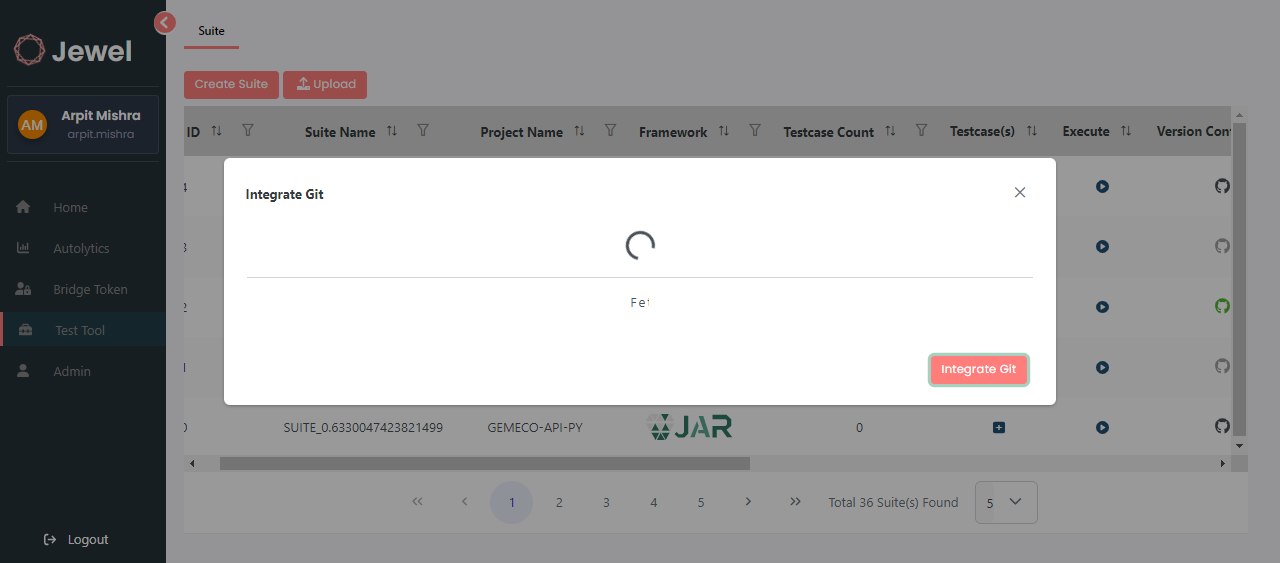 Jewel
AM
Arpit Mishra
arpit.mishra
Home
Autolytics
Bridge Token
Test Tool
Admin
Logout
Suite
Create Suite Upload
ID Suite Name Project Name Framework Testcase Count Testcase(s) Execute Version Con
4
3
2
1
Integrate Git
Fet
Integrate Git
0 SUITE_0.6330047423821499 GEMECO-API-PY JAR 0
1 2 3 4 5 Total 36 Suite(s) Found 5